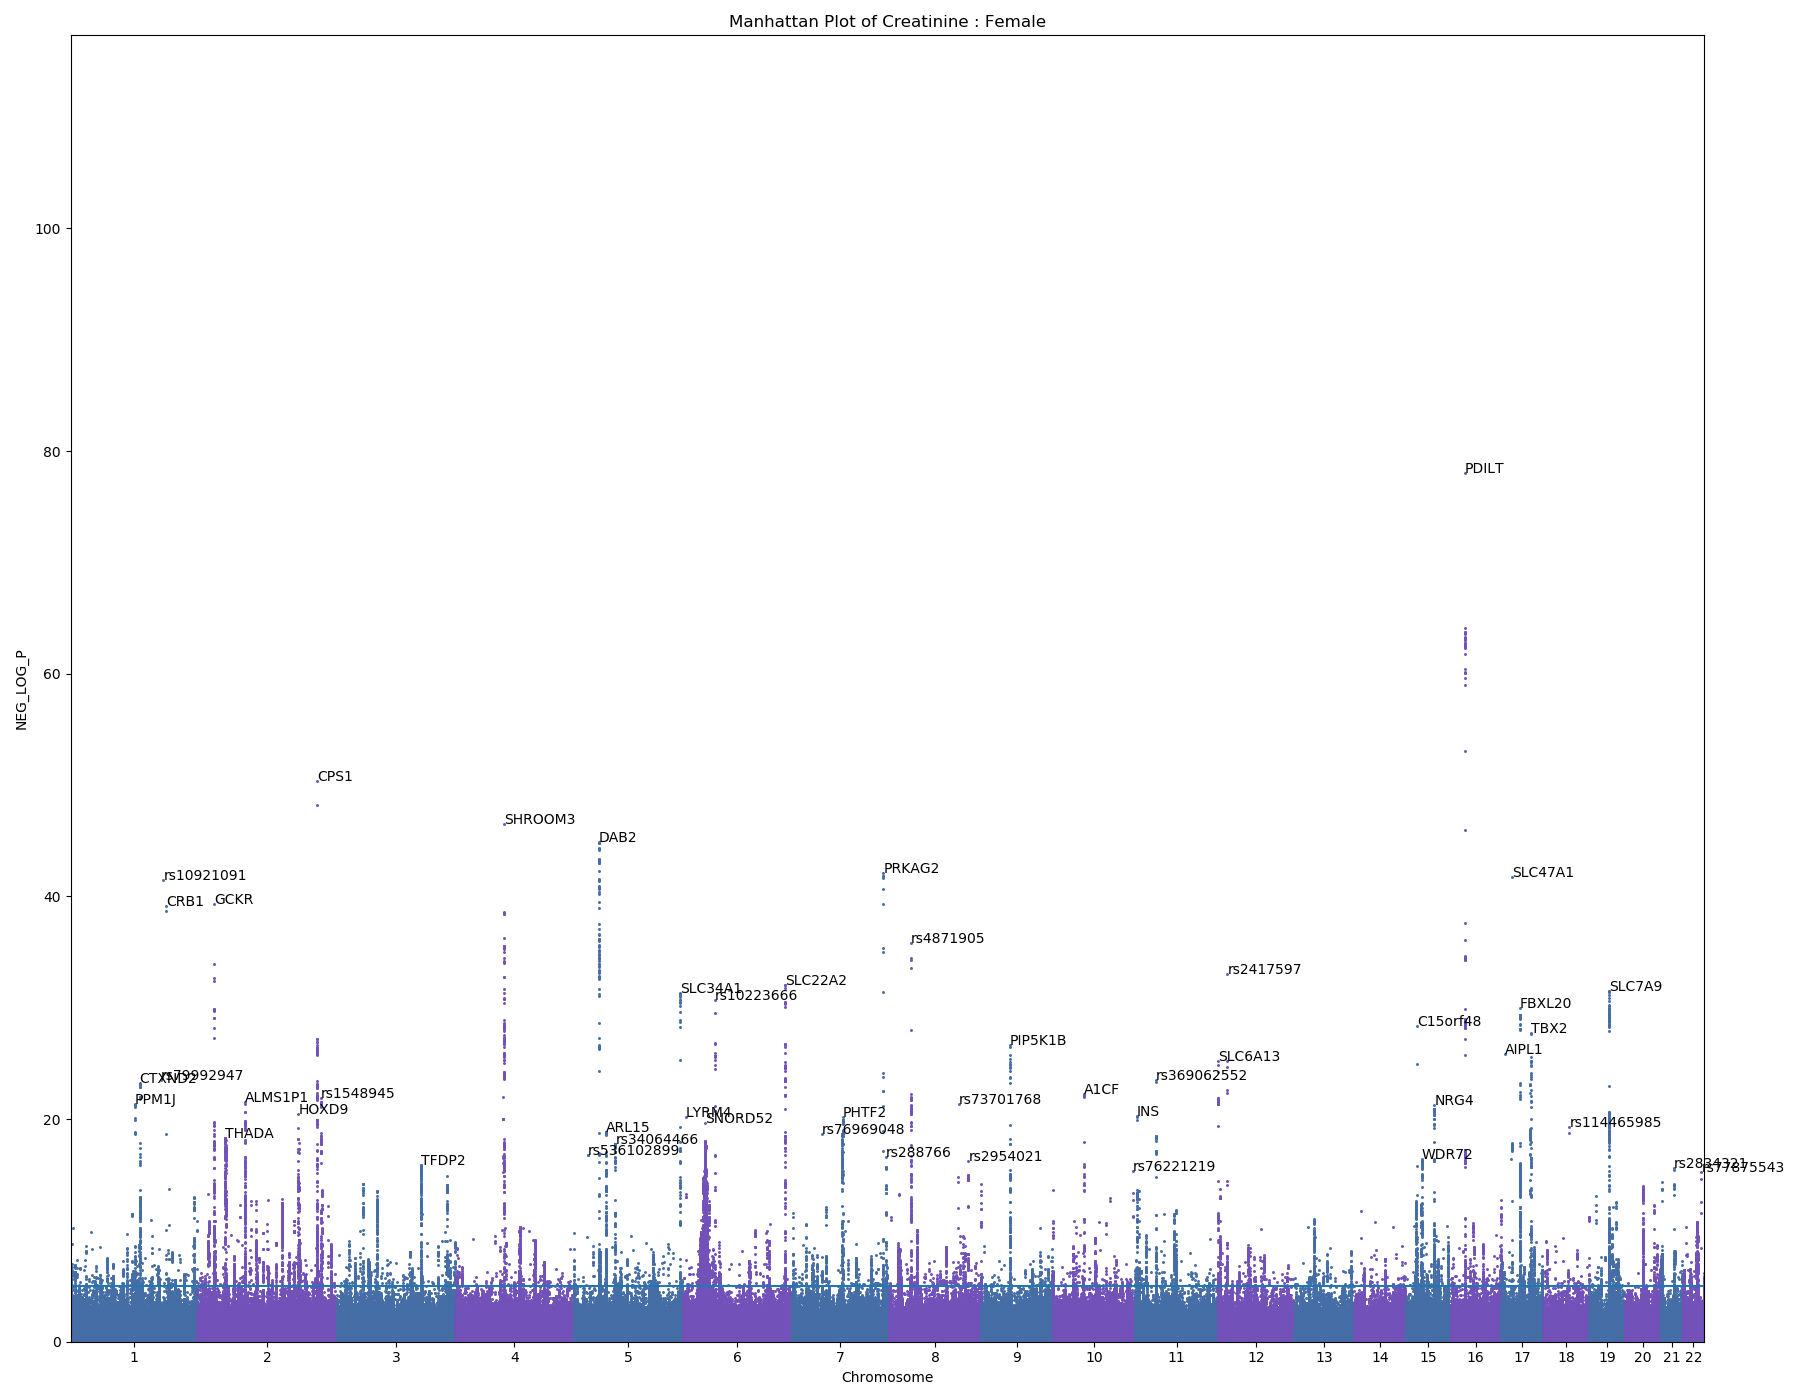 Manhattan Plot of Creatinine : Female
NEG_LOG_P
100
80
60
40
20
0
PDILT
CPS1
SHROOM3
DAB2
rs10921091
PRKAG2
SLC47A1
CRB1
GCKR
rs4871905
rs2417597
SLC22A2
SLC34A1
rs10223666
SLC7A9
FBXL20
C15orf48
TBX2
PIP5K1B
AIPL1
SLC6A13
rs79992947
CTXND2
rs369062552
PPM1J
ALMS1P1
rs1548945
A1CF
rs73701768
NRG4
HOXD9
LYRM4
SNORD52
PHTF2
INS
THADA
ARL15
rs34064466
rs536102899
rs76969048
rs114465985
TFDP2
rs288766
rs2954021
rs76221219
WDR72
rs2834321
rs77875543
1 2 3 4 5 6 7 8 9 10 11 12 13 14 15 16 17 18 19 20 21 22
Chromosome